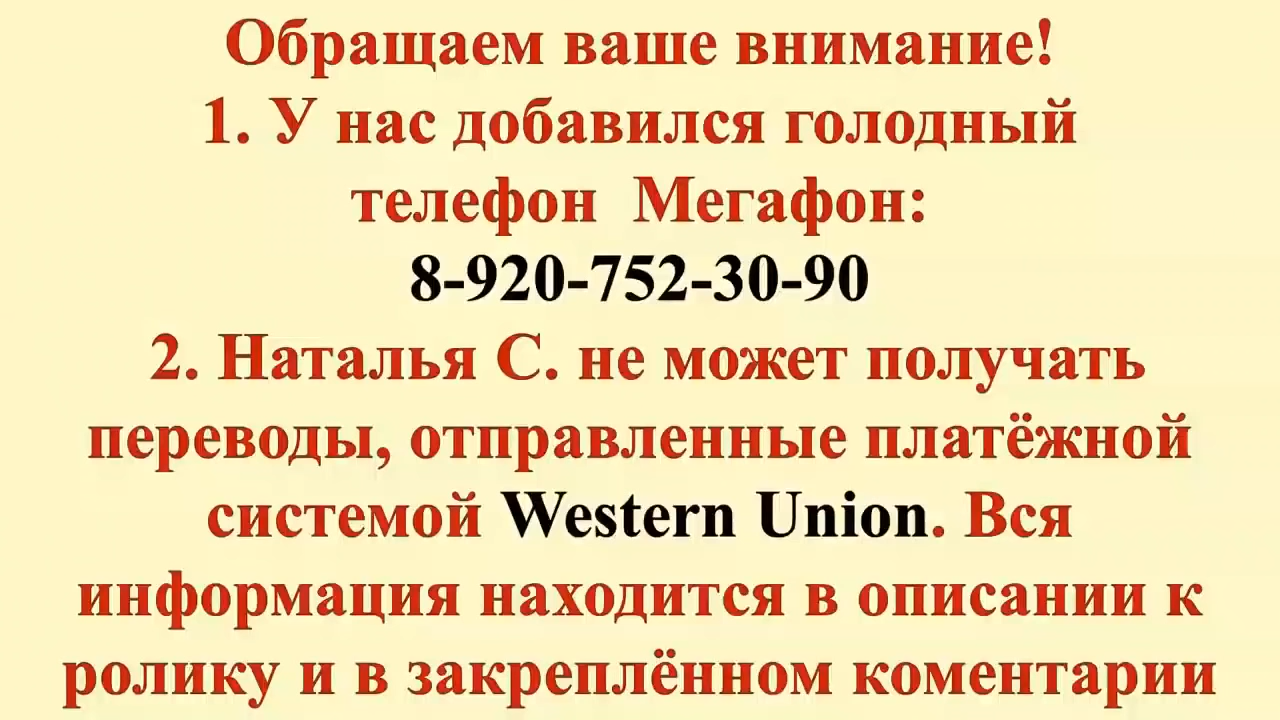 Обращаем ваше внимание!
1. У нас добавился голодный
телефон Мегафон:
8-920-752-30-90
2. Наталья С. не может получать
переводы, отправленные платёжной
системой Western Union. Вся
информация находится в описании к
ролику и в закреплённом коментарии